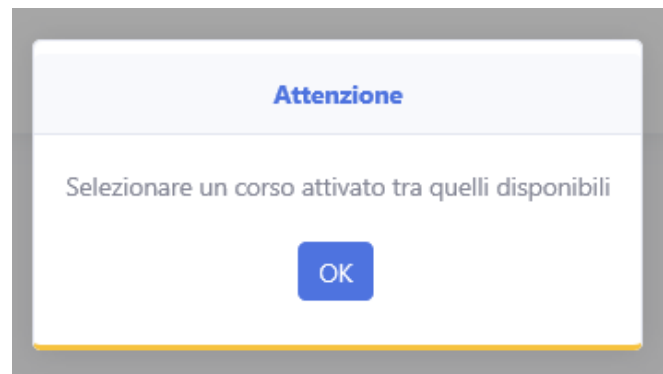 Attenzione
Selezionare un corso attivato tra quelli disponibili
OK